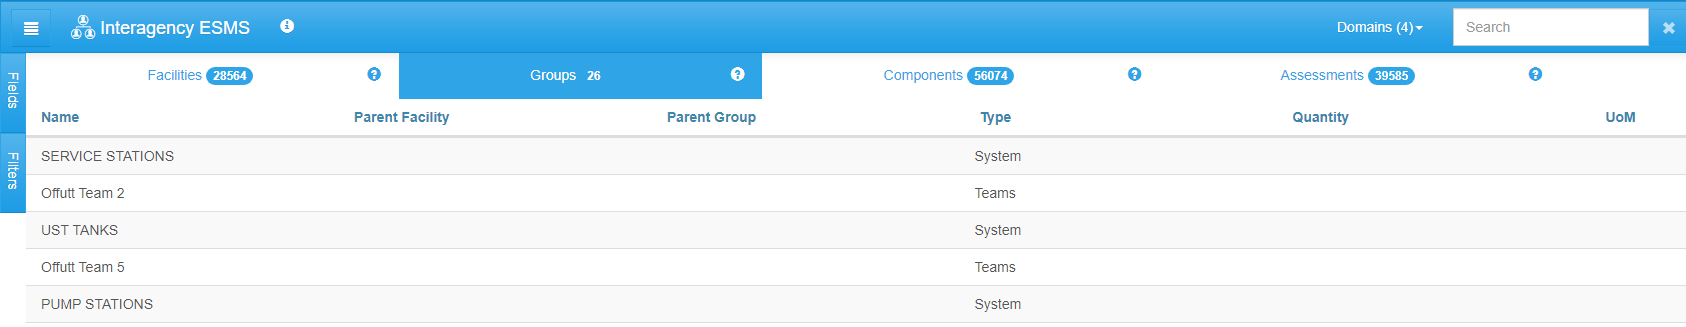 Interagency ESMS
Domains (4)
Search
Fields
Filters
Facilities 28564
Groups 26
Components 56074
Assessments 39585
Name Parent Facility Parent Group Type Quantity UoM
SERVICE STATIONS System
Offutt Team 2 Teams
UST TANKS System
Offutt Team 5 Teams
PUMP STATIONS System